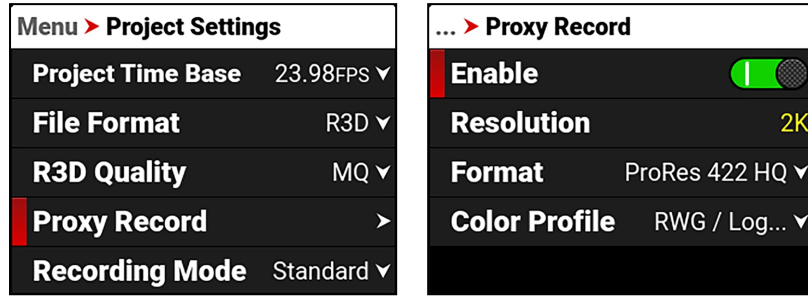 Menu > Project Settings
Project Time Base 23.98FPS
File Format R3D
R3D Quality MQ
Proxy Record
Recording Mode Standard
... > Proxy Record
Enable
Resolution 2K
Format ProRes 422 HQ
Color Profile RWG / Log...